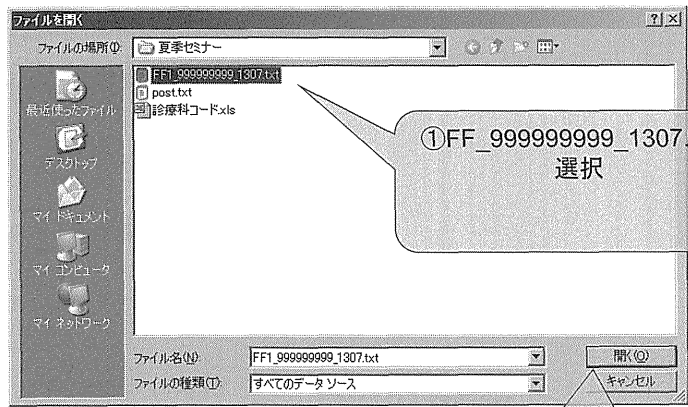 ファイルを開く
ファイルの場所(I):
夏季セミナー
FF1_999999999_1307.txt
post.txt
診療科コード.xls
最近使ったファイル
デスクトップ
マイ ドキュメント
マイ コンピュータ
マイ ネットワーク
①FF_999999999_1307.
選択
ファイル名(N):
FF1_999999999_1307.txt
開く(O)
ファイルの種類(T):
すべてのデータ ソース
キャンセル